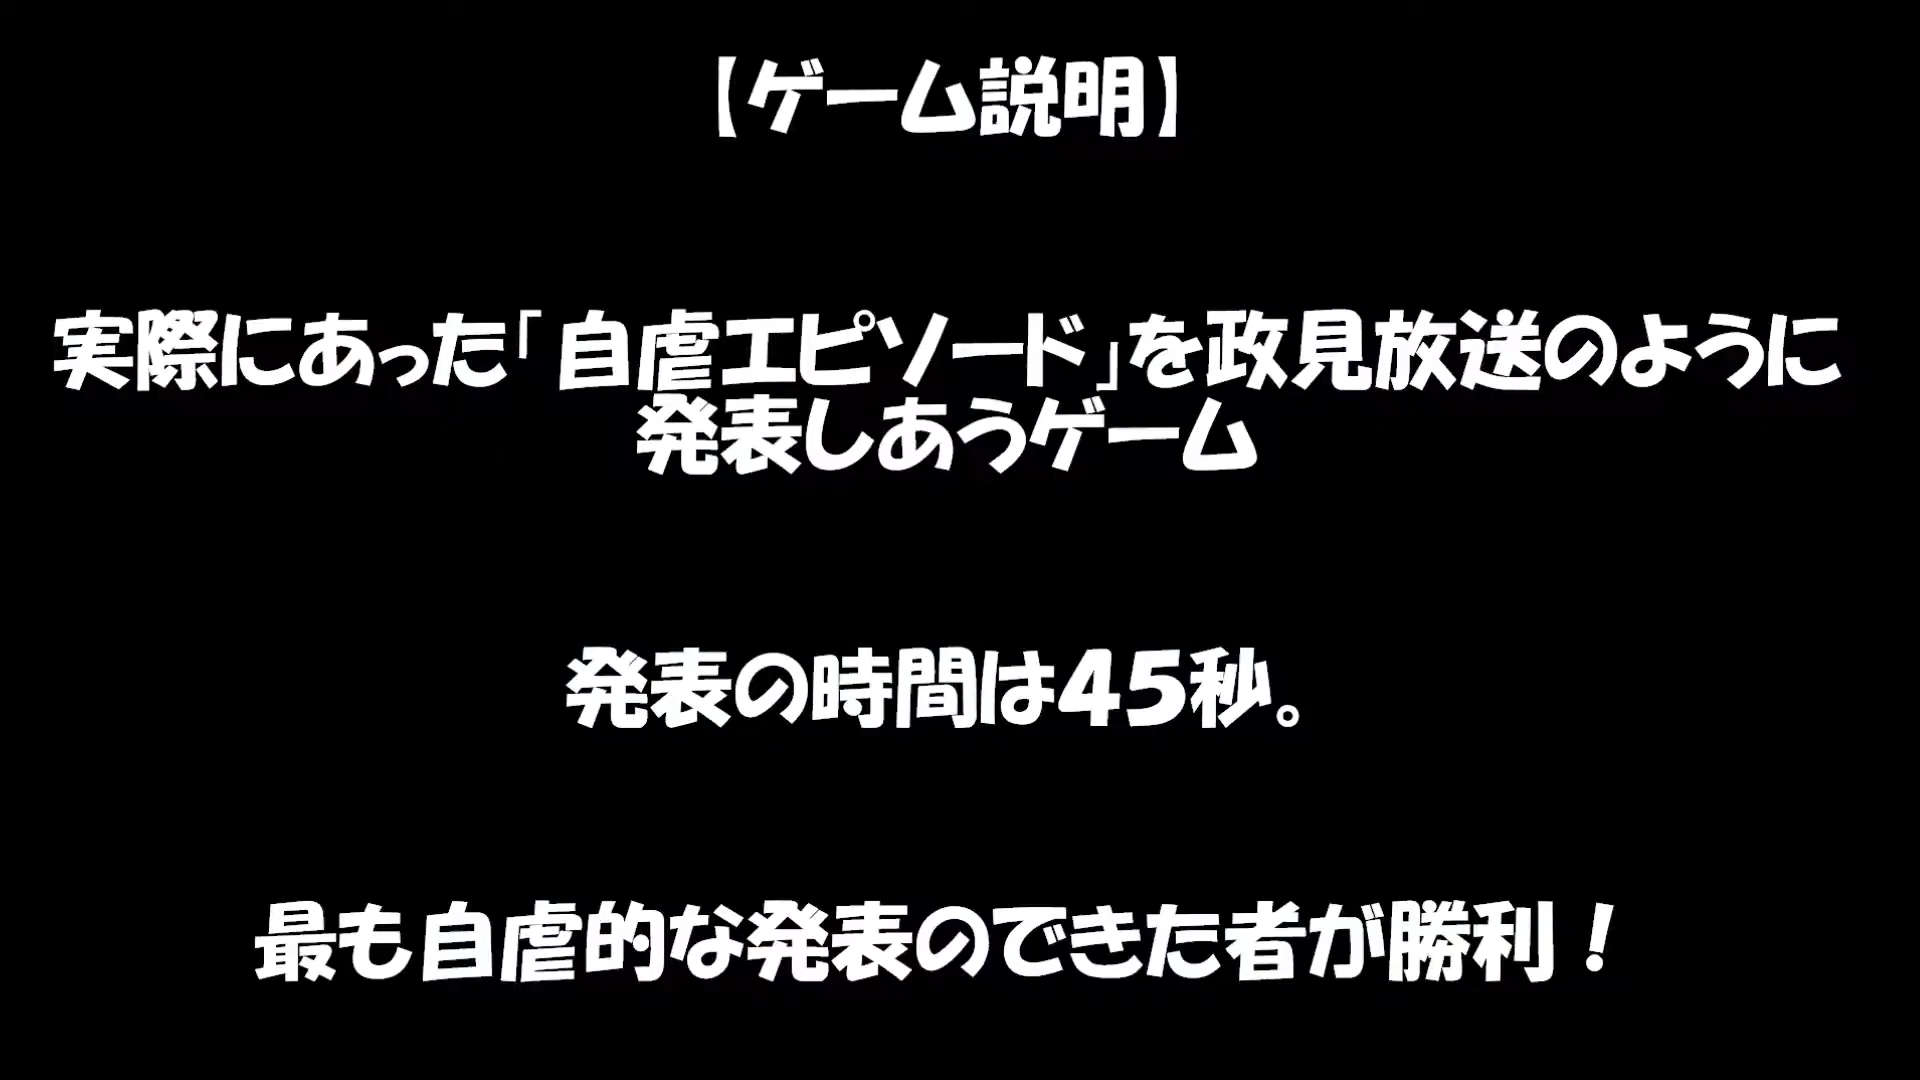 【ゲーム説明】
実際にあった「自虐エピソード」を政見放送のように
発表しあうゲーム
発表の時間は45秒。
最も自虐的な発表のできた者が勝利！